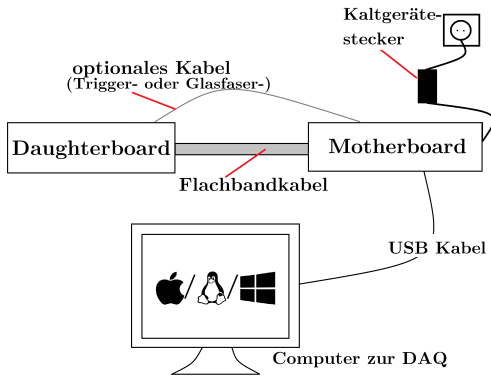 Kaltgeräte-
stecker
optionales Kabel
(Trigger- oder Glasfaser-)
Daughterboard
Motherboard
Flachbandkabel
USB Kabel
/ /
Computer zur DAQ